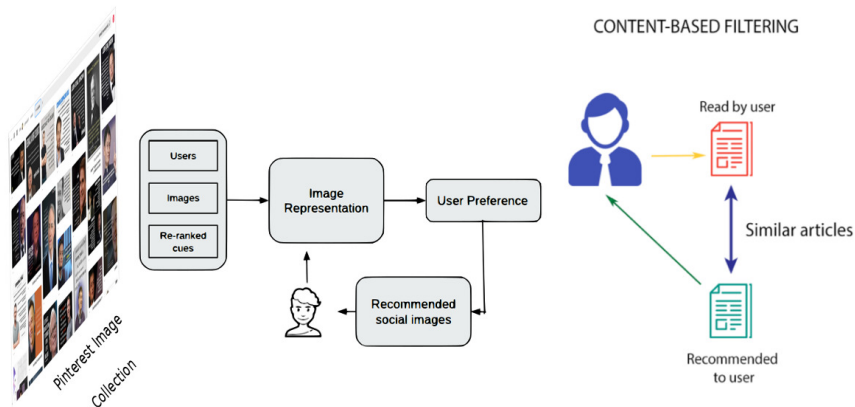 Pinterest Image
Collection
Users
Images
Re-ranked
cues
Image
Representation
User Preference
Recommended
social images
CONTENT-BASED FILTERING
Read by user
Similar articles
Recommended
to user